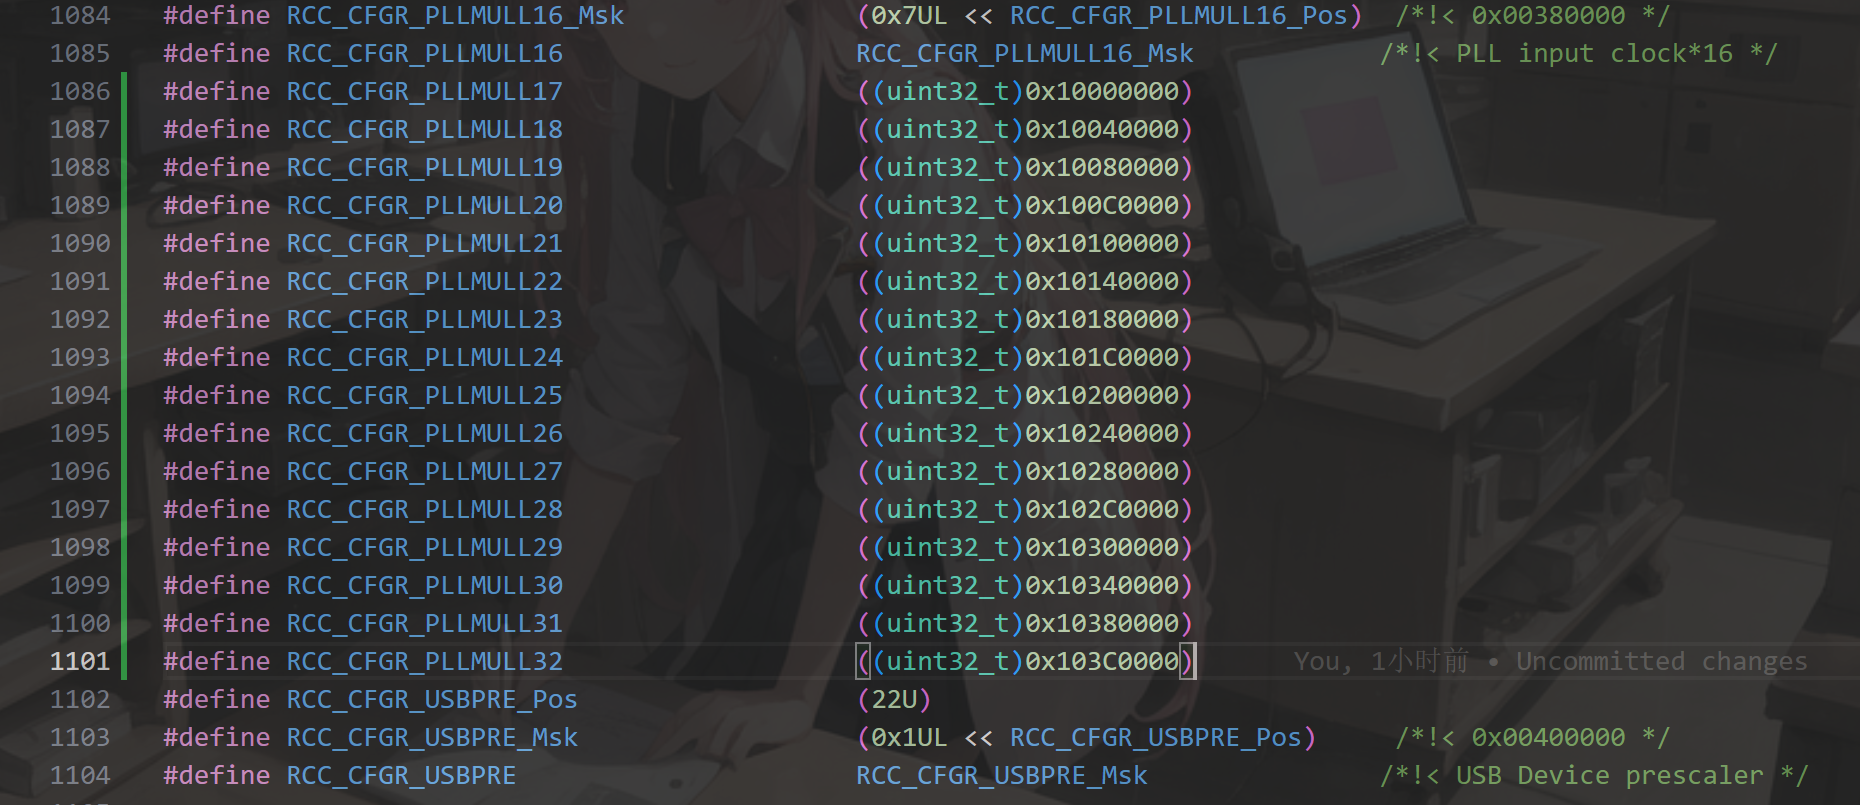 1084 #define RCC_CFGR_PLLMULL16_Msk (0x7UL << RCC_CFGR_PLLMULL16_Pos) /*!< 0x00380000 */
1085 #define RCC_CFGR_PLLMULL16 RCC_CFGR_PLLMULL16_Msk /*!< PLL input clock*16 */
1086 #define RCC_CFGR_PLLMULL17 ((uint32_t)0x10000000)
1087 #define RCC_CFGR_PLLMULL18 ((uint32_t)0x10040000)
1088 #define RCC_CFGR_PLLMULL19 ((uint32_t)0x10080000)
1089 #define RCC_CFGR_PLLMULL20 ((uint32_t)0x100C0000)
1090 #define RCC_CFGR_PLLMULL21 ((uint32_t)0x10100000)
1091 #define RCC_CFGR_PLLMULL22 ((uint32_t)0x10140000)
1092 #define RCC_CFGR_PLLMULL23 ((uint32_t)0x10180000)
1093 #define RCC_CFGR_PLLMULL24 ((uint32_t)0x101C0000)
1094 #define RCC_CFGR_PLLMULL25 ((uint32_t)0x10200000)
1095 #define RCC_CFGR_PLLMULL26 ((uint32_t)0x10240000)
1096 #define RCC_CFGR_PLLMULL27 ((uint32_t)0x10280000)
1097 #define RCC_CFGR_PLLMULL28 ((uint32_t)0x102C0000)
1098 #define RCC_CFGR_PLLMULL29 ((uint32_t)0x10300000)
1099 #define RCC_CFGR_PLLMULL30 ((uint32_t)0x10340000)
1100 #define RCC_CFGR_PLLMULL31 ((uint32_t)0x10380000)
1101 #define RCC_CFGR_PLLMULL32 ((uint32_t)0x103C0000) You, 1小时前 • Uncommitted changes
1102 #define RCC_CFGR_USBPRE_Pos (22U)
1103 #define RCC_CFGR_USBPRE_Msk (0x1UL << RCC_CFGR_USBPRE_Pos) /*!< 0x00400000 */
1104 #define RCC_CFGR_USBPRE RCC_CFGR_USBPRE_Msk /*!< USB Device prescaler */